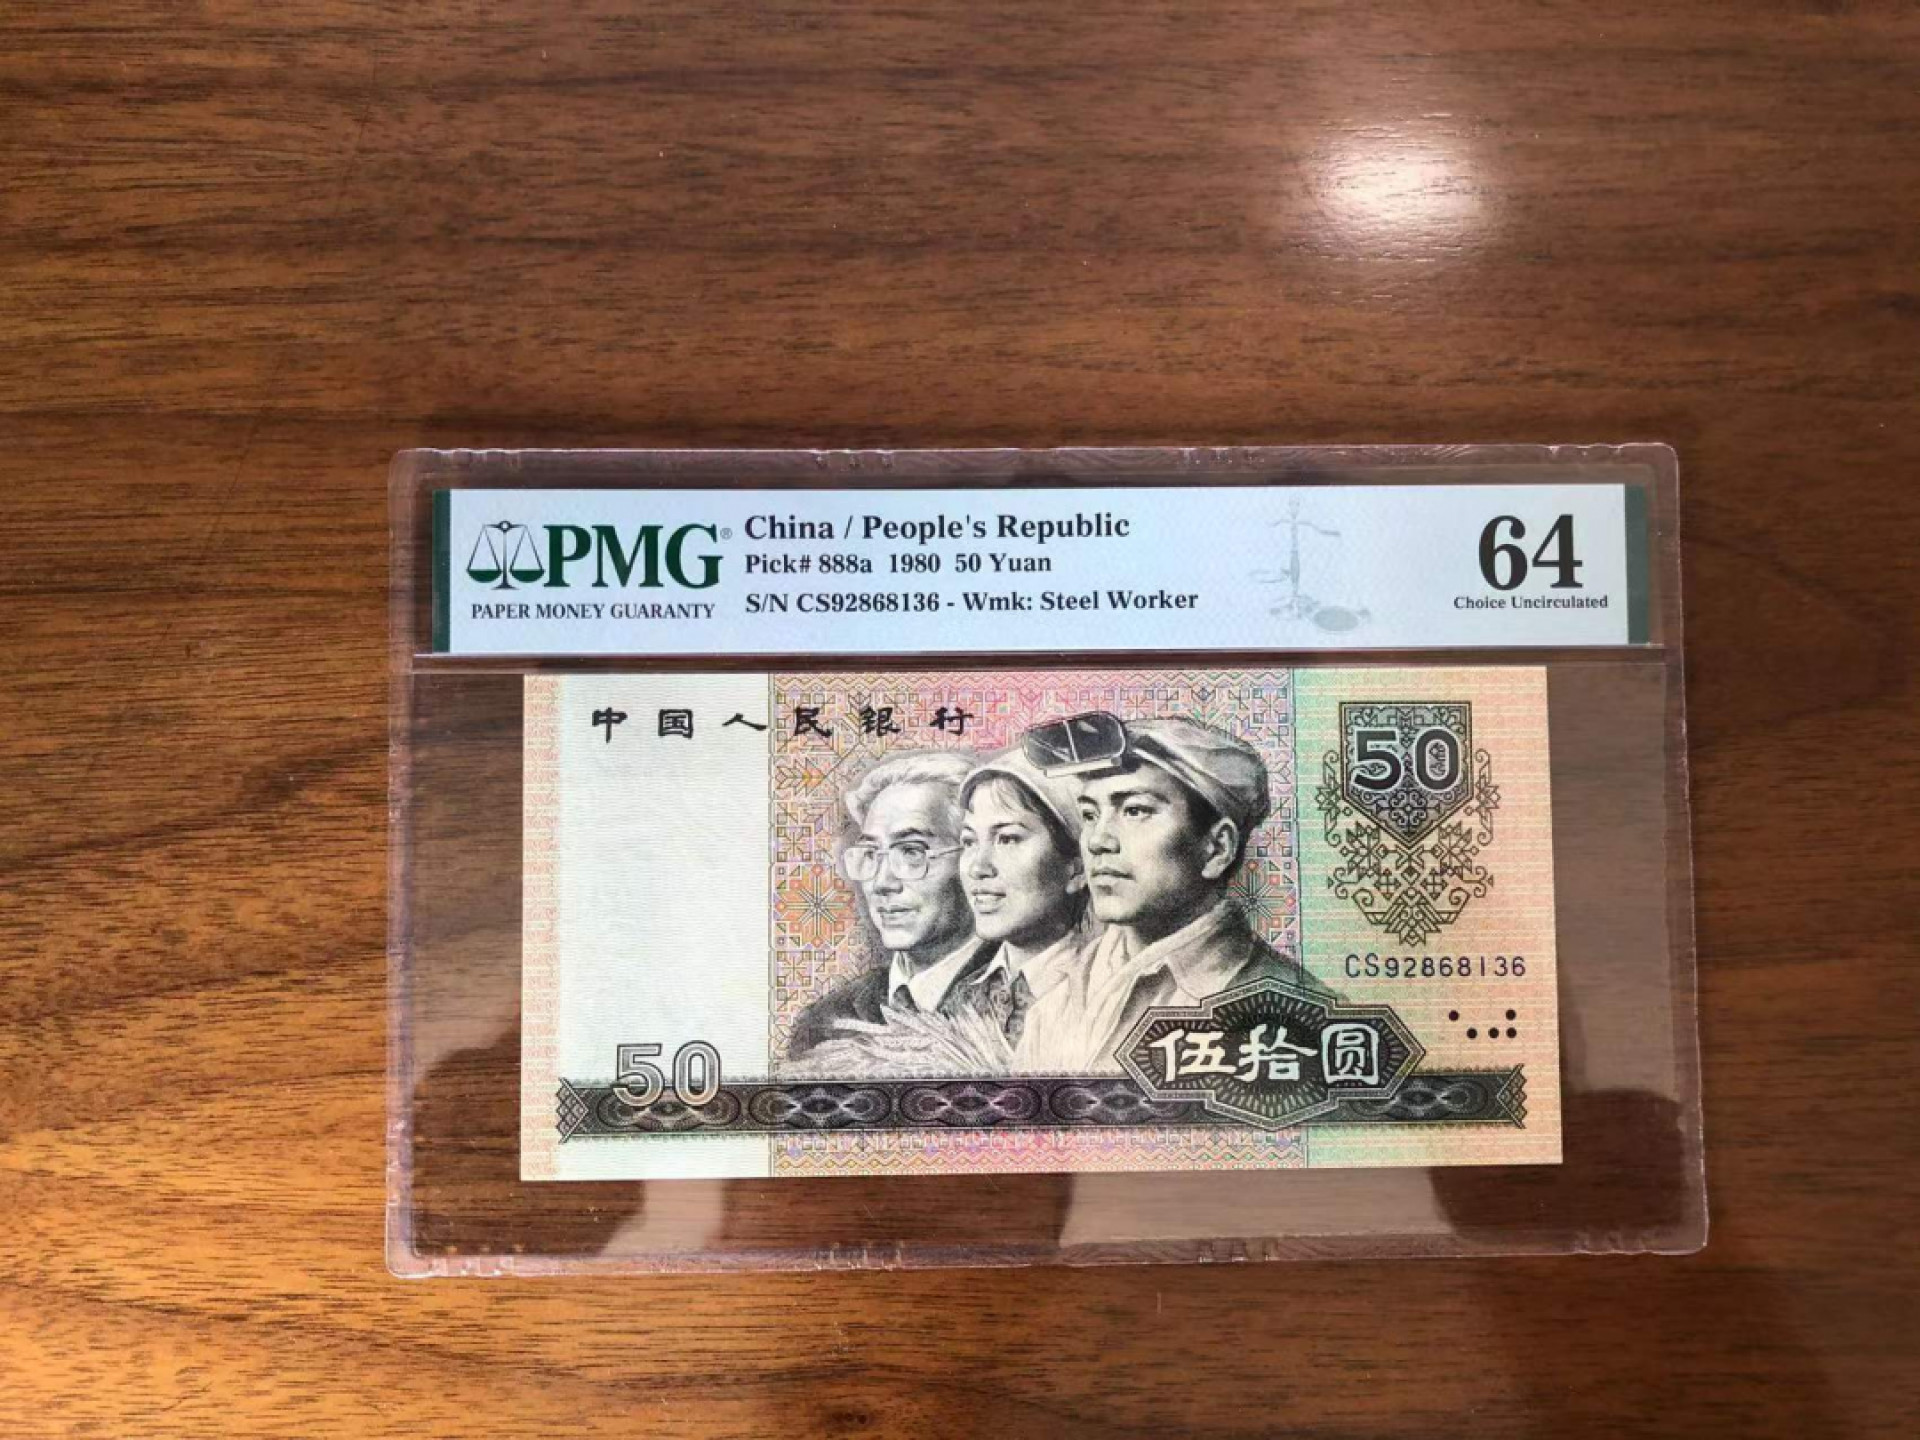 PMG®
PAPER MONEY GUARANTY
China / People's Republic
Pick# 888a 1980 50 Yuan
S/N CS92868136 - Wmk: Steel Worker
64
Choice Uncirculated
中国人民银行
50
CS92868136
50
伍拾圆